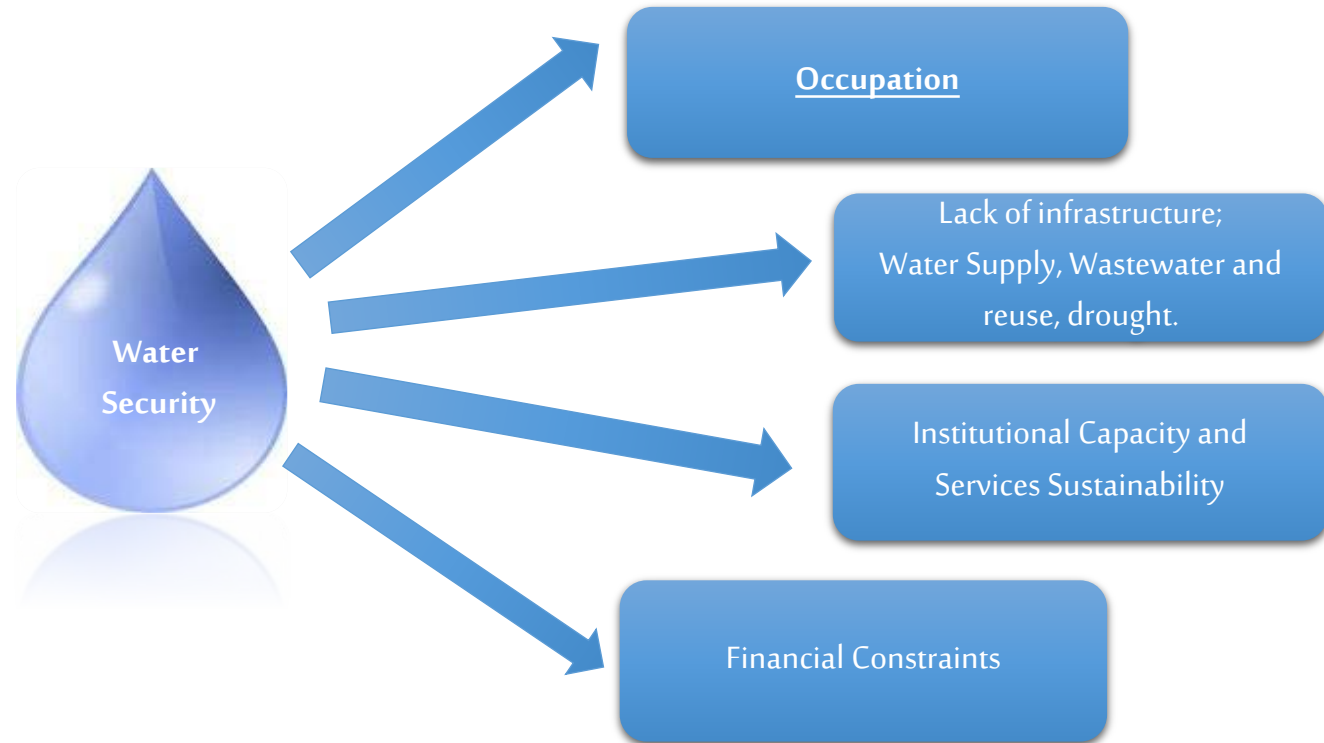 Occupation
Lack of infrastructure;
Water Supply, Wastewater and
reuse, drought.
Water
Security
Institutional Capacity and
Services Sustainability
Financial Constraints